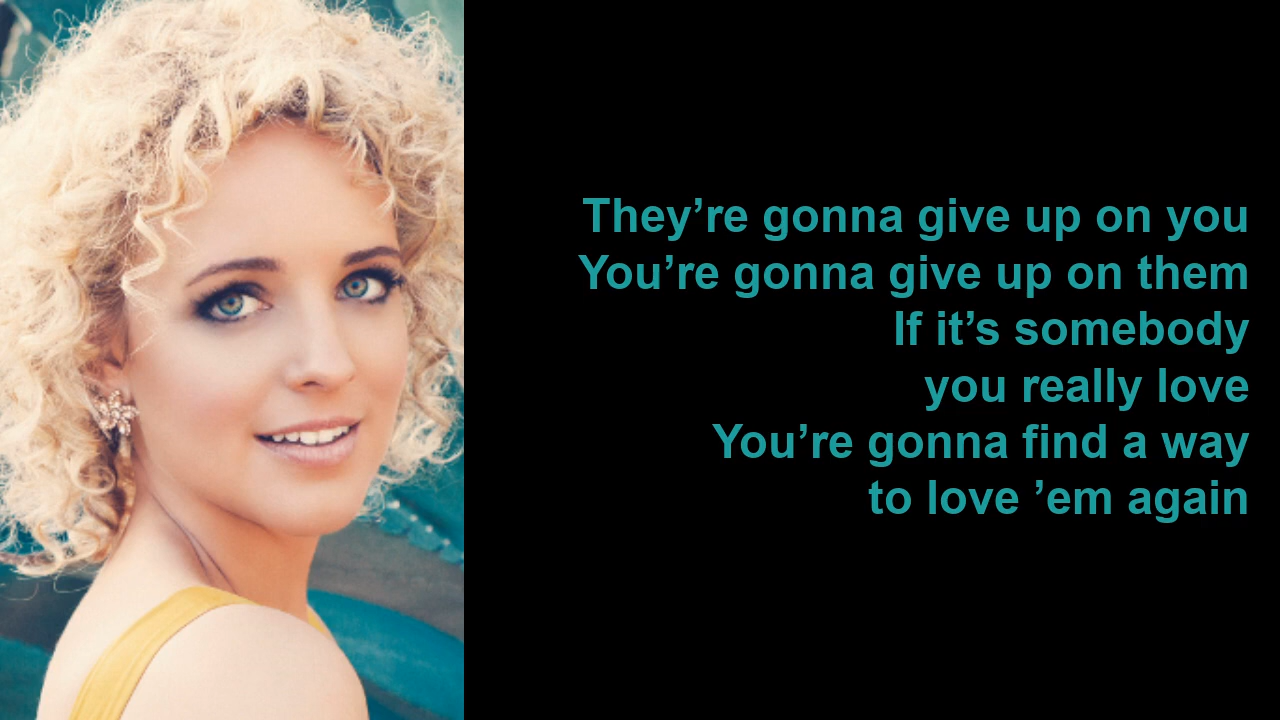 They’re gonna give up on you
You’re gonna give up on them
If it’s somebody
you really love
You’re gonna find a way
to love ’em again